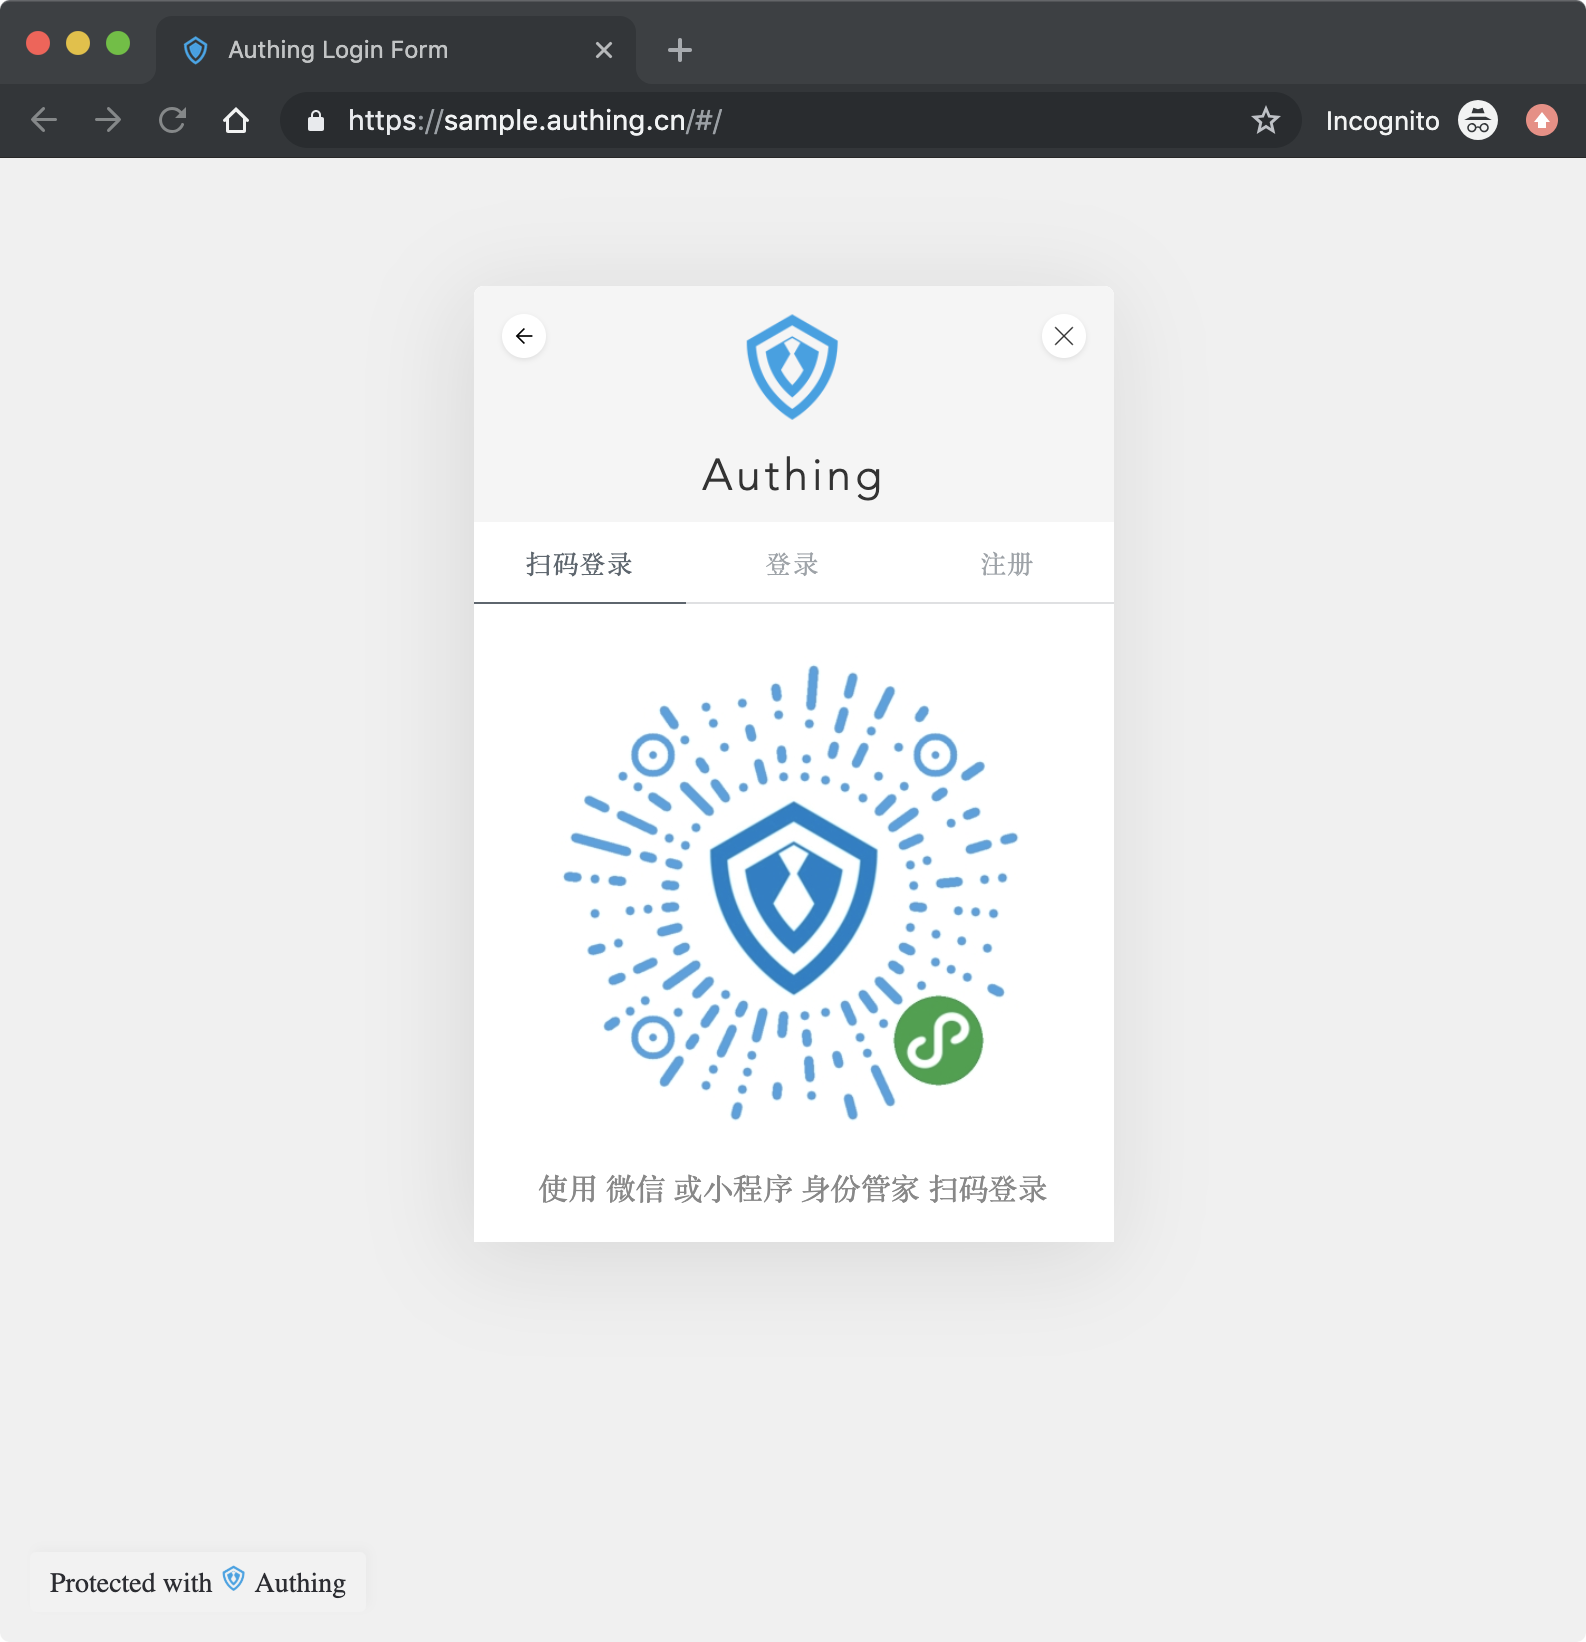 Authing Login Form
https://sample.authing.cn/#/
Incognito
Authing
扫码登录
登录
注册
使用 微信 或小程序 身份管家 扫码登录
Protected with Authing